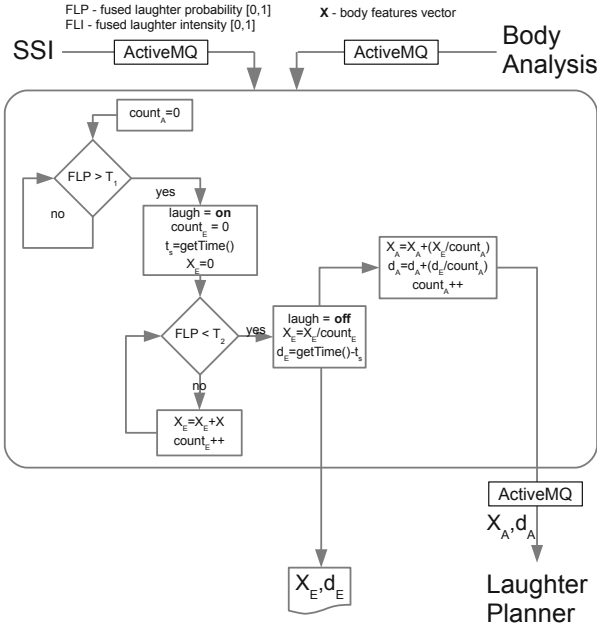 FLP - fused laughter probability [0,1]
FLI - fused laughter intensity [0,1]
X - body features vector
SSI
ActiveMQ
ActiveMQ
Body
Analysis
count_A=0
FLP > T_1
yes
no
laugh = on
count_E = 0
t_s=getTime()
X_E=0
X_A=X_A+(X_E/count_A)
d_A=d_A+(d_E/count_A)
count_A++
FLP < T_2
yes
laugh = off
X_E=X_E/count_E
d_E=getTime()-t_s
no
X_E=X_E+X
count_E++
ActiveMQ
X_A,d_A
X_E,d_E
Laughter
Planner